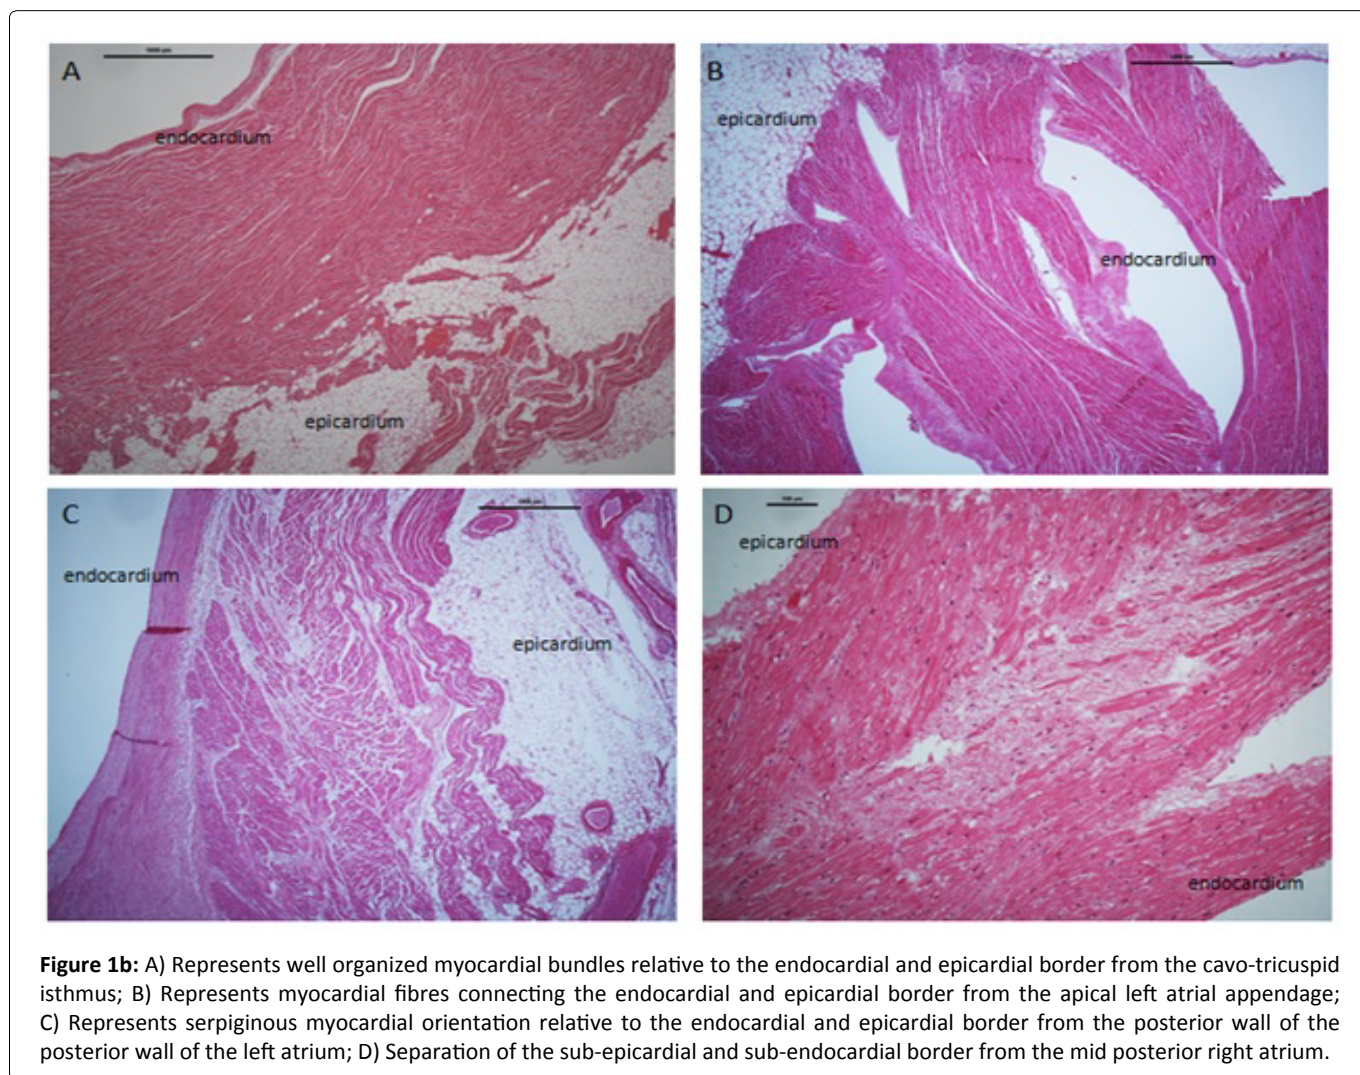 A
1000 µm
endocardium
epicardium
B
epicardium
endocardium
C
endocardium
epicardium
D
epicardium
endocardium
Figure 1b: A) Represents well organized myocardial bundles relative to the endocardial and epicardial border from the cavo-tricuspid
isthmus; B) Represents myocardial fibres connecting the endocardial and epicardial border from the apical left atrial appendage;
C) Represents serpiginous myocardial orientation relative to the endocardial and epicardial border from the posterior wall of the
posterior wall of the left atrium; D) Separation of the sub-epicardial and sub-endocardial border from the mid posterior right atrium.